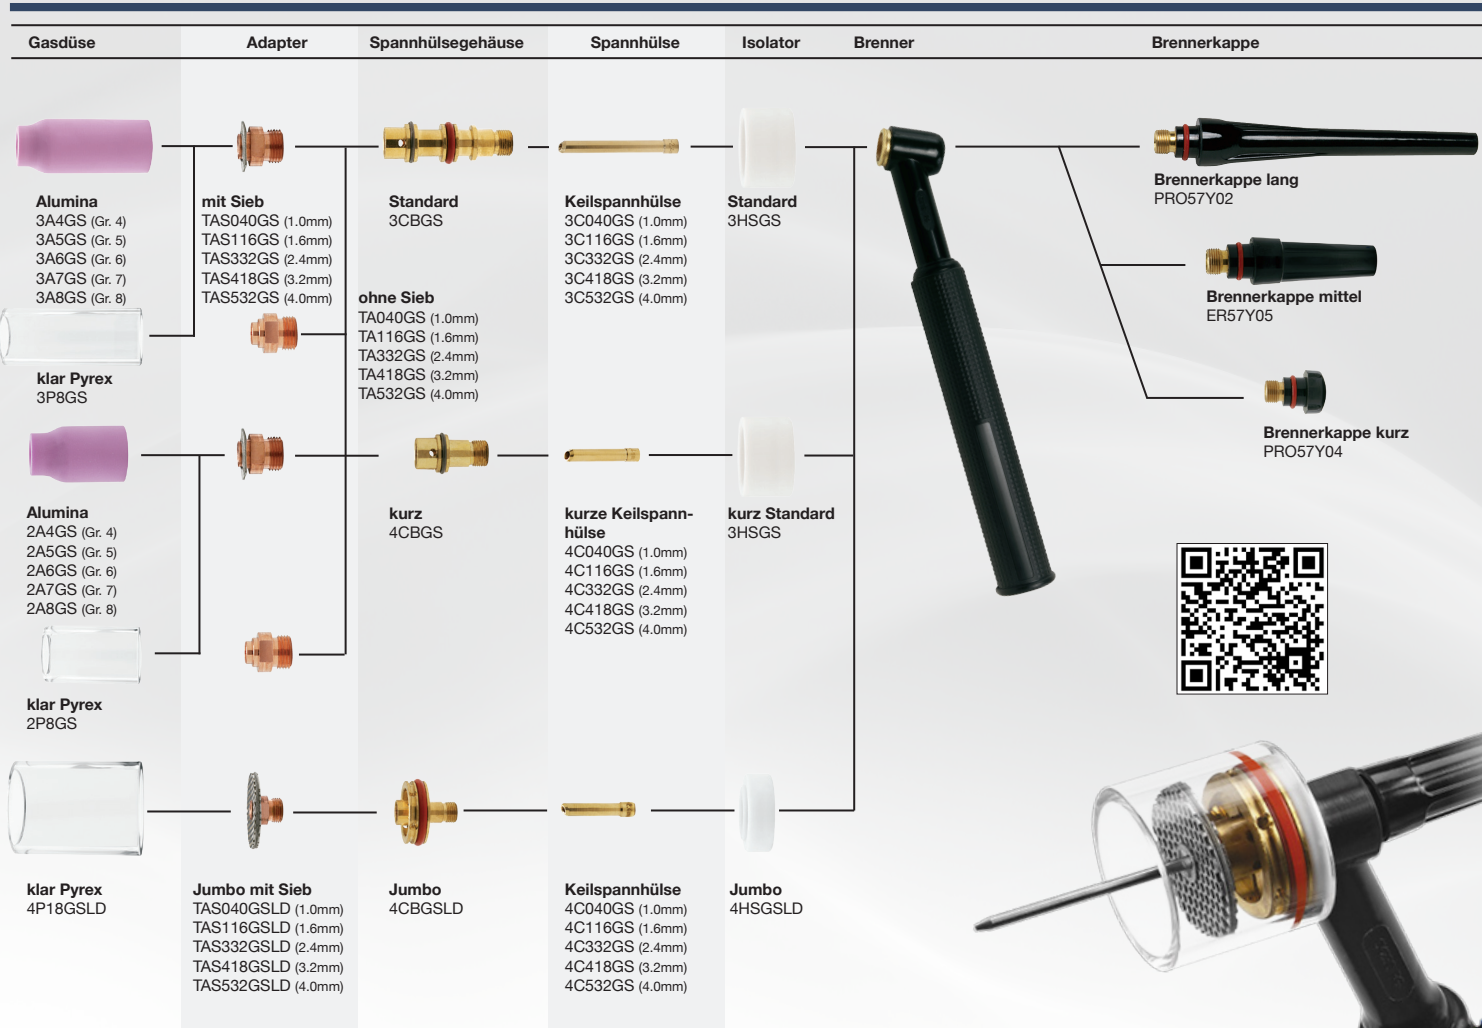 Gasdüse
Adapter
Spannhülsegehäuse
Spannhülse
Isolator
Brenner
Brennerkappe
Alumina
3A4GS (Gr. 4)
3A5GS (Gr. 5)
3A6GS (Gr. 6)
3A7GS (Gr. 7)
3A8GS (Gr. 8)
mit Sieb
TAS040GS (1.0mm)
TAS116GS (1.6mm)
TAS332GS (2.4mm)
TAS418GS (3.2mm)
TAS532GS (4.0mm)
Standard
3CBGS
Keilspannhülse
3C040GS (1.0mm)
3C116GS (1.6mm)
3C332GS (2.4mm)
3C418GS (3.2mm)
3C532GS (4.0mm)
Standard
3HSGS
Brennerkappe lang
PRO57Y02
ohne Sieb
TA040GS (1.0mm)
TA116GS (1.6mm)
TA332GS (2.4mm)
TA418GS (3.2mm)
TA532GS (4.0mm)
Brennerkappe mittel
ER57Y05
klar Pyrex
3P8GS
Brennerkappe kurz
PRO57Y04
Alumina
2A4GS (Gr. 4)
2A5GS (Gr. 5)
2A6GS (Gr. 6)
2A7GS (Gr. 7)
2A8GS (Gr. 8)
kurz
4CBGS
kurze Keilspann-
hülse
4C040GS (1.0mm)
4C116GS (1.6mm)
4C332GS (2.4mm)
4C418GS (3.2mm)
4C532GS (4.0mm)
kurz Standard
3HSGS
klar Pyrex
2P8GS
klar Pyrex
4P18GSLD
Jumbo mit Sieb
TAS040GSLD (1.0mm)
TAS116GSLD (1.6mm)
TAS332GSLD (2.4mm)
TAS418GSLD (3.2mm)
TAS532GSLD (4.0mm)
Jumbo
4CBGSLD
Keilspannhülse
4C040GS (1.0mm)
4C116GS (1.6mm)
4C332GS (2.4mm)
4C418GS (3.2mm)
4C532GS (4.0mm)
Jumbo
4HSGSLD